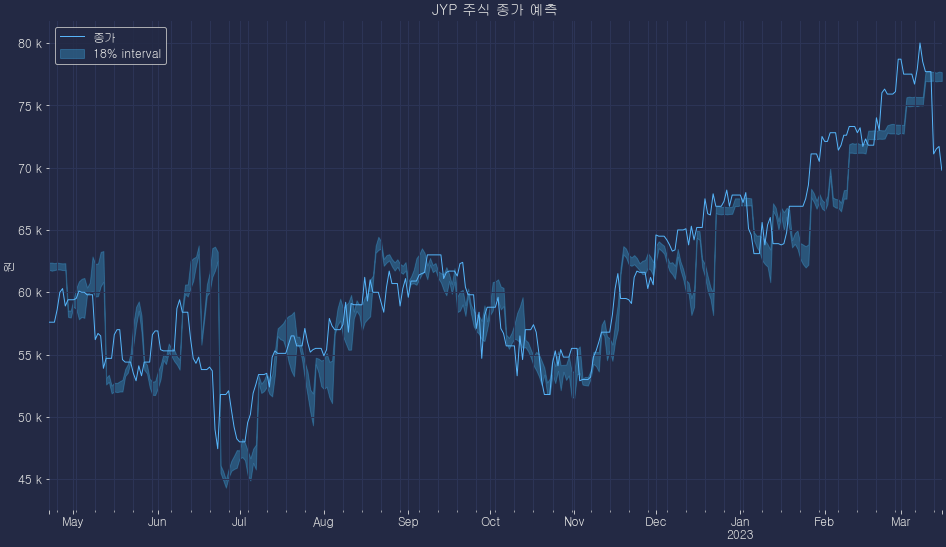 JYP 주식 종가 예측
종가
18% interval
80 k
75 k
70 k
65 k
60 k
55 k
50 k
45 k
원
May Jun Jul Aug Sep Oct Nov Dec Jan Feb Mar
2023